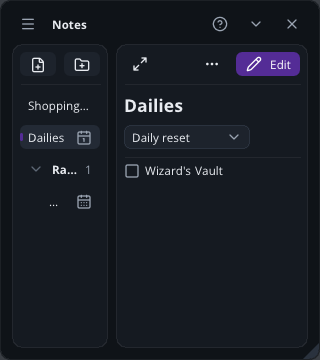 Notes
Edit
Shopping...
Dailies
Ra... 1
...
Dailies
Daily reset
Wizard's Vault